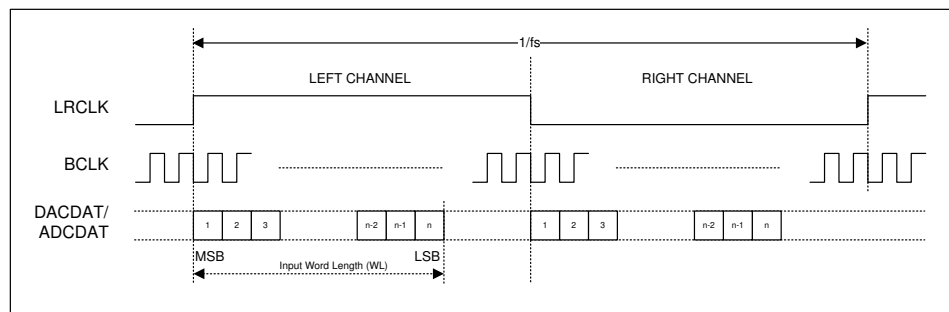 1/fs
LEFT CHANNEL RIGHT CHANNEL
LRCLK
BCLK
DACDAT/
ADCDAT
1 2 3 n-2 n-1 n 1 2 3 n-2 n-1 n
MSB LSB
Input Word Length (WL)